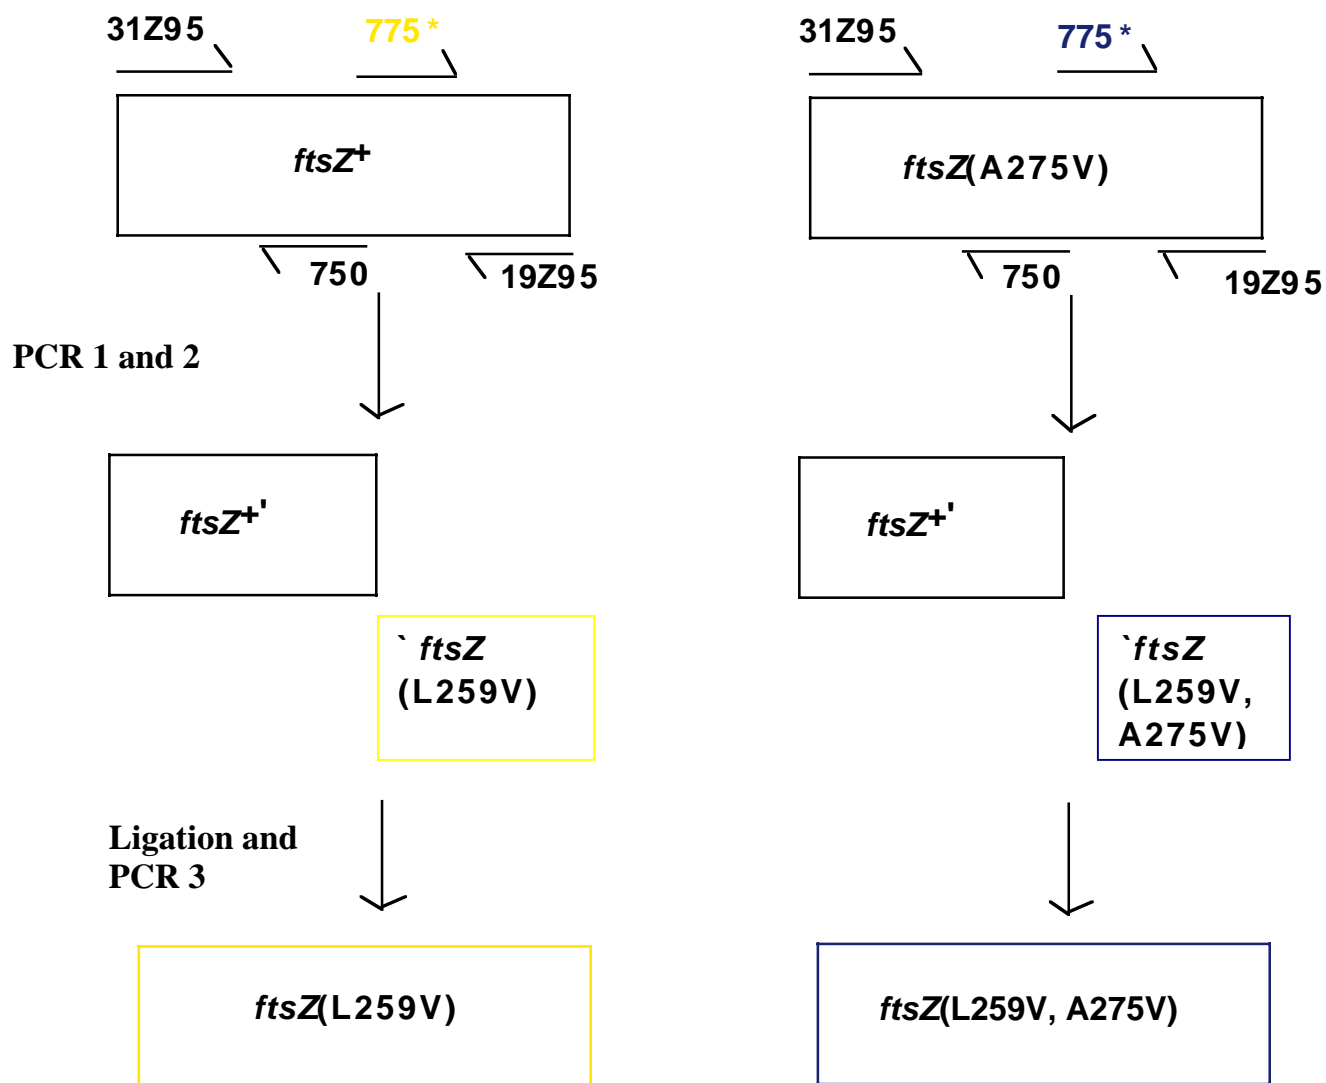 31Z95
775 *
31Z95
775 *
ftsZ+
ftsZ(A275V)
750
19Z95
750
19Z95
PCR 1 and 2
ftsZ+'
ftsZ+'
` ftsZ
(L259V)
`ftsZ
(L259V,
A275V)
Ligation and
PCR 3
ftsZ(L259V)
ftsZ(L259V, A275V)